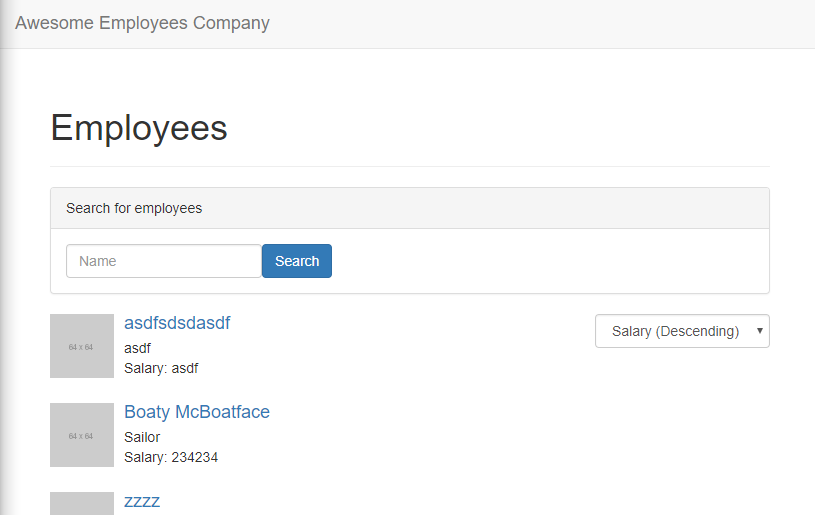 Awesome Employees Company
Employees
Search for employees
Name
Search
64 x 64
asdfsdsdasdf
asdf
Salary: asdf
Salary (Descending)
64 x 64
Boaty McBoatface
Sailor
Salary: 234234
zzzz